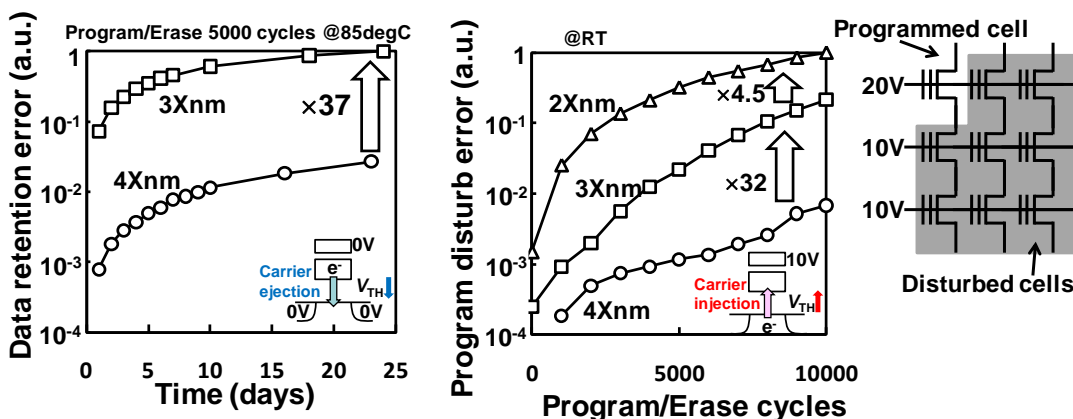 Program/Erase 5000 cycles @85degC
Data retention error (a.u.)
1
10-1
10-2
10-3
10-4
3Xnm
×37
4Xnm
0V
e-
Carrier
ejection
VTH
0V
0V
0
5
10
15
20
25
Time (days)
@RT
Program disturb error (a.u.)
1
10-1
10-2
10-3
10-4
2Xnm
×4.5
3Xnm
×32
10V
Carrier
injection
VTH
4Xnm
e-
0
5000
10000
Program/Erase cycles
Programmed cell
20V
10V
10V
Disturbed cells